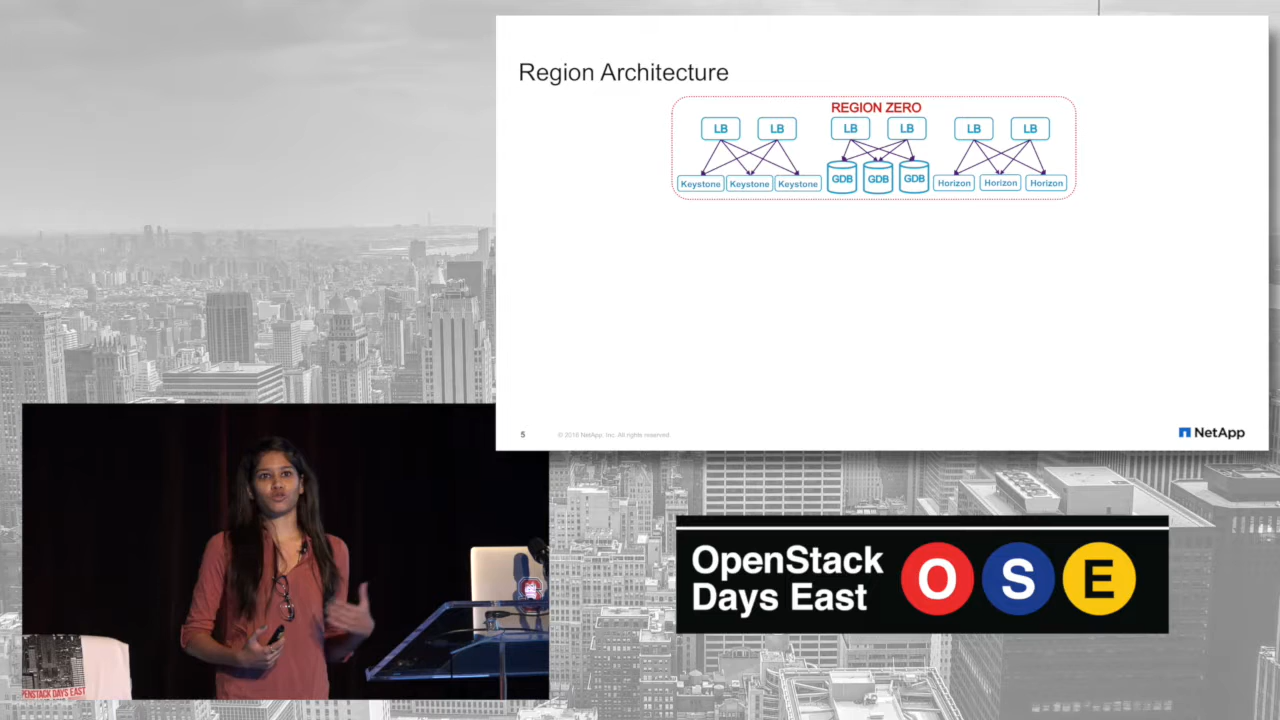 Region Architecture
REGION ZERO
LB LB LB LB LB LB
Keystone Keystone Keystone GDB GDB GDB Horizon Horizon Horizon
5 © 2016 NetApp, Inc. All rights reserved
NetApp
OpenStack
Days East
O S E
OPENSTACK DAYS EAST